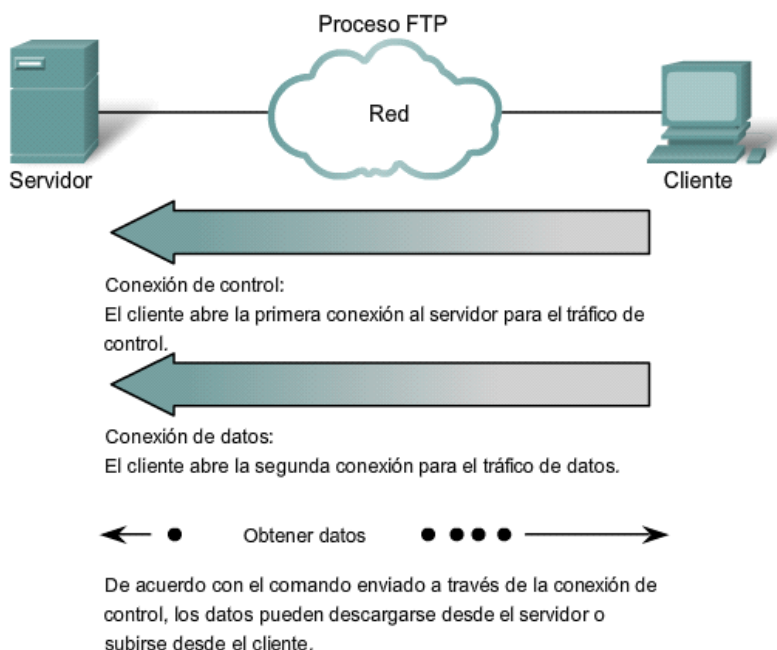 Proceso FTP
Red
Servidor
Cliente
Conexión de control:
El cliente abre la primera conexión al servidor para el tráfico de
control.
Conexión de datos:
El cliente abre la segunda conexión para el tráfico de datos.
Obtener datos
De acuerdo con el comando enviado a través de la conexión de
control, los datos pueden descargarse desde el servidor o
subirse desde el cliente.